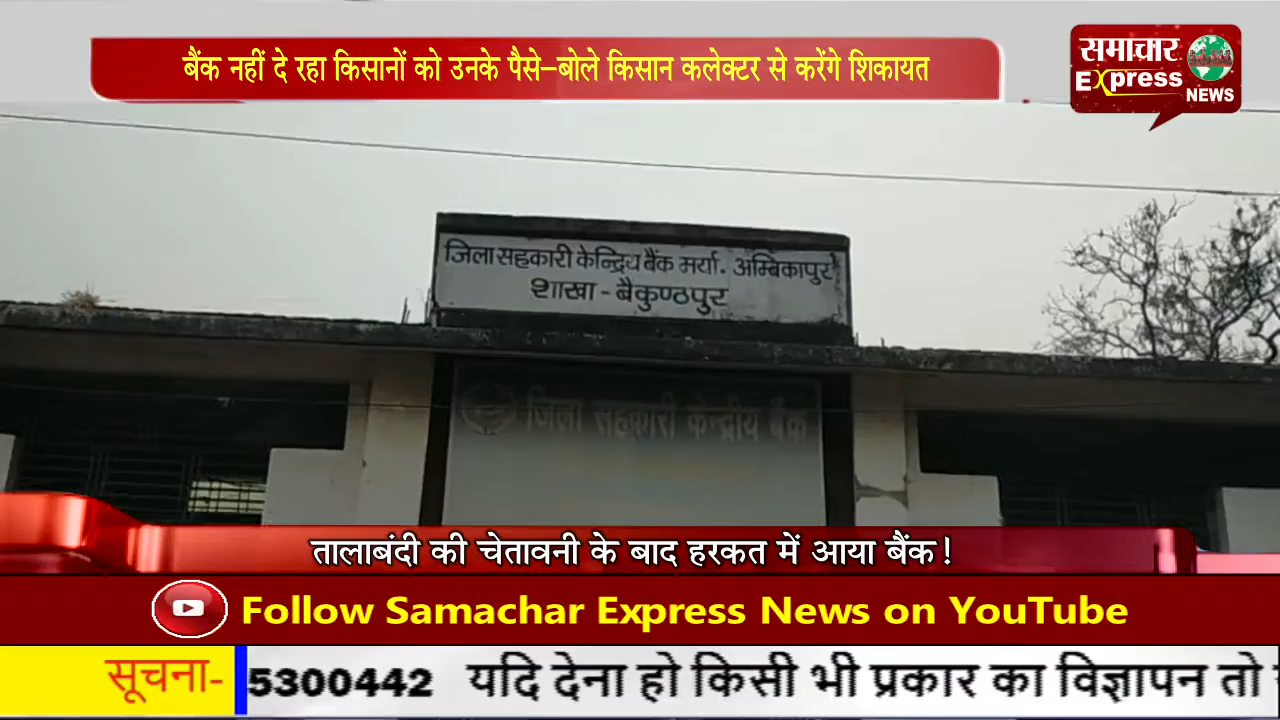 बैंक नहीं दे रहा किसानों को उनके पैसे–बोले किसान कलेक्टर से करेंगे शिकायत
समाचार
Express
NEWS
जिला सहकारी केन्द्रिय बैंक मर्या. अम्बिकापुर
शाखा - बैकुण्ठपुर
जिला सहकारी केन्द्रीय बैंक
तालाबंदी की चेतावनी के बाद हरकत में आया बैंक!
Follow Samachar Express News on YouTube
सूचना- 5300442 यदि देना हो किसी भी प्रकार का विज्ञापन तो